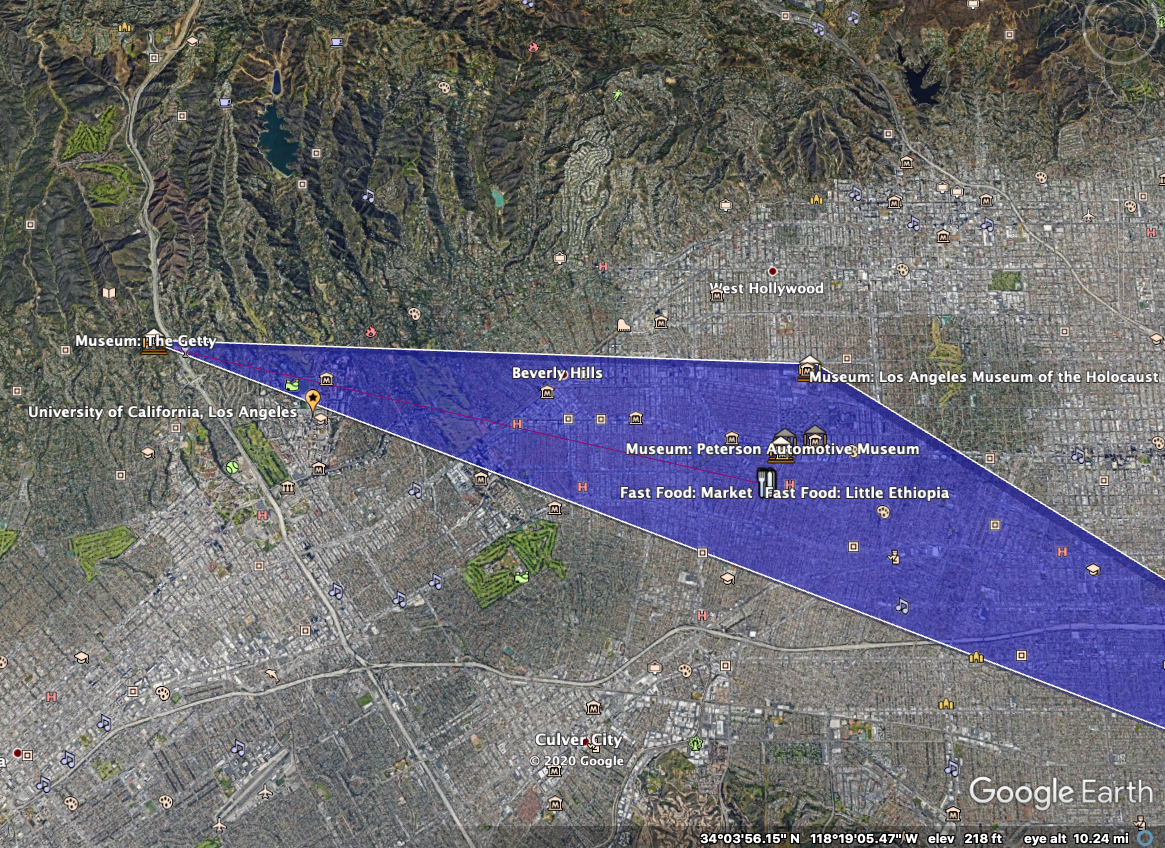 West Hollywood
Museum: The Getty
Beverly Hills
Museum: Los Angeles Museum of the Holocaust
University of California, Los Angeles
Museum: Peterson Automotive Museum
Fast Food: Market
Fast Food: Little Ethiopia
Culver City
© 2020 Google
a
Google Earth
34°03'56.15" N 118°19'05.47" W elev 218 ft eye alt 10.24 mi